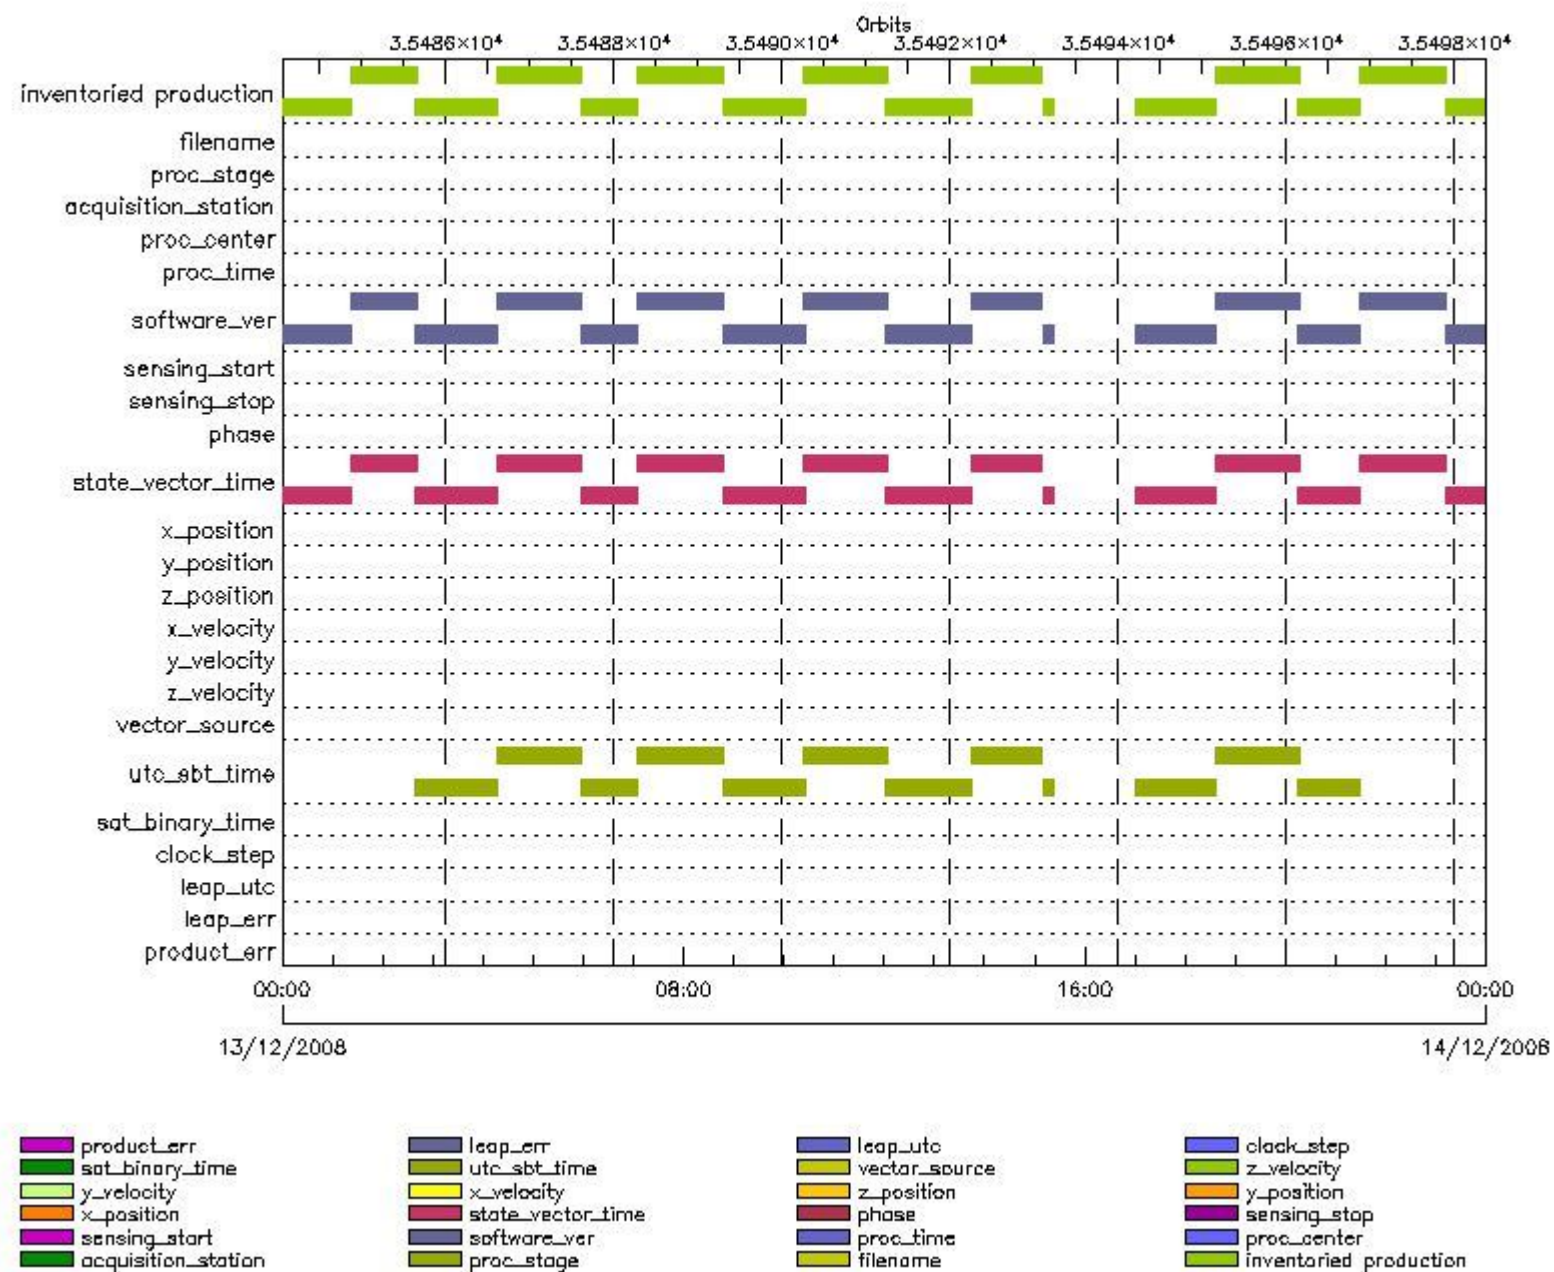 Orbits
3.5486×10⁴ 3.5488×10⁴ 3.5490×10⁴ 3.5492×10⁴ 3.5494×10⁴ 3.5496×10⁴ 3.5498×10⁴
inventoried production
filename
proc_stage
acquisition_station
proc_center
proc_time
software_ver
sensing_start
sensing_stop
phase
state_vector_time
x_position
y_position
z_position
x_velocity
y_velocity
z_velocity
vector_source
utc_sbt_time
sat_binary_time
clock_step
leap_utc
leap_err
product_err
00:00 08:00 16:00 00:00
13/12/2008 14/12/2008
product_err leap_err leap_utc clock_step
sat_binary_time utc_sbt_time vector_source z_velocity
y_velocity x_velocity z_position y_position
x_position state_vector_time phase sensing_stop
sensing_start software_ver proc_time proc_center
acquisition_station proc_stage filename inventoried production